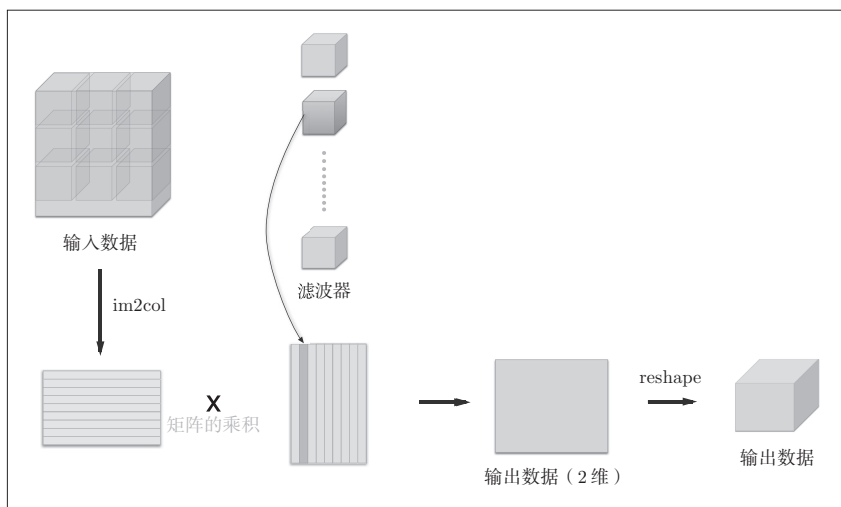 输入数据
滤波器
im2col
x
矩阵的乘积
reshape
输出数据（2 维）
输出数据